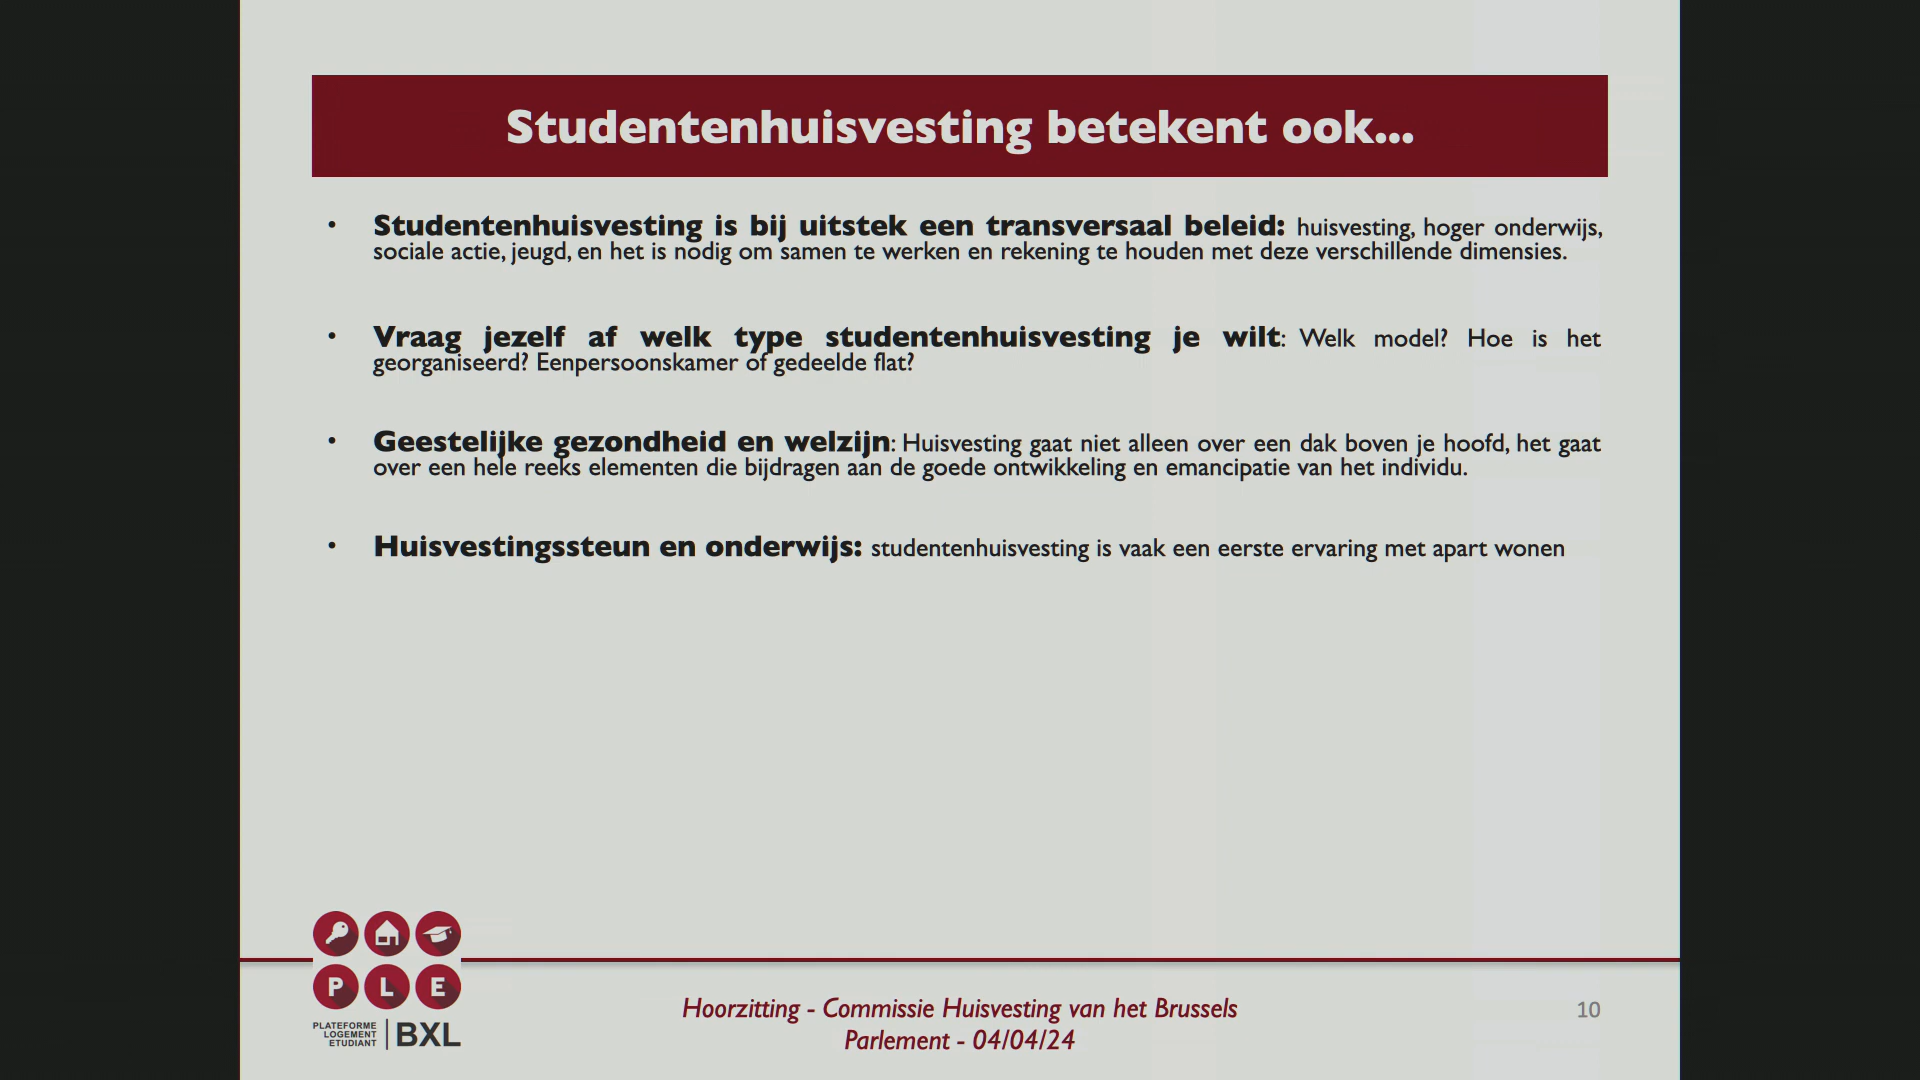 Studentenhuisvesting betekent ook...
• Studentenhuisvesting is bij uitstek een transversaal beleid: huisvesting, hoger onderwijs,
sociale actie, jeugd, en het is nodig om samen te werken en rekening te houden met deze verschillende dimensies.
• Vraag jezelf af welk type studentenhuisvesting je wilt: Welk model? Hoe is het
georganiseerd? Eenpersoonskamer of gedeelde flat?
• Geestelijke gezondheid en welzijn: Huisvesting gaat niet alleen over een dak boven je hoofd, het gaat
over een hele reeks elementen die bijdragen aan de goede ontwikkeling en emancipatie van het individu.
• Huisvestingssteun en onderwijs: studentenhuisvesting is vaak een eerste ervaring met apart wonen
P L E
PLATEFORME
LOGEMENT
ETUDIANT
BXL
Hoorzitting - Commissie Huisvesting van het Brussels
Parlement - 04/04/24
10